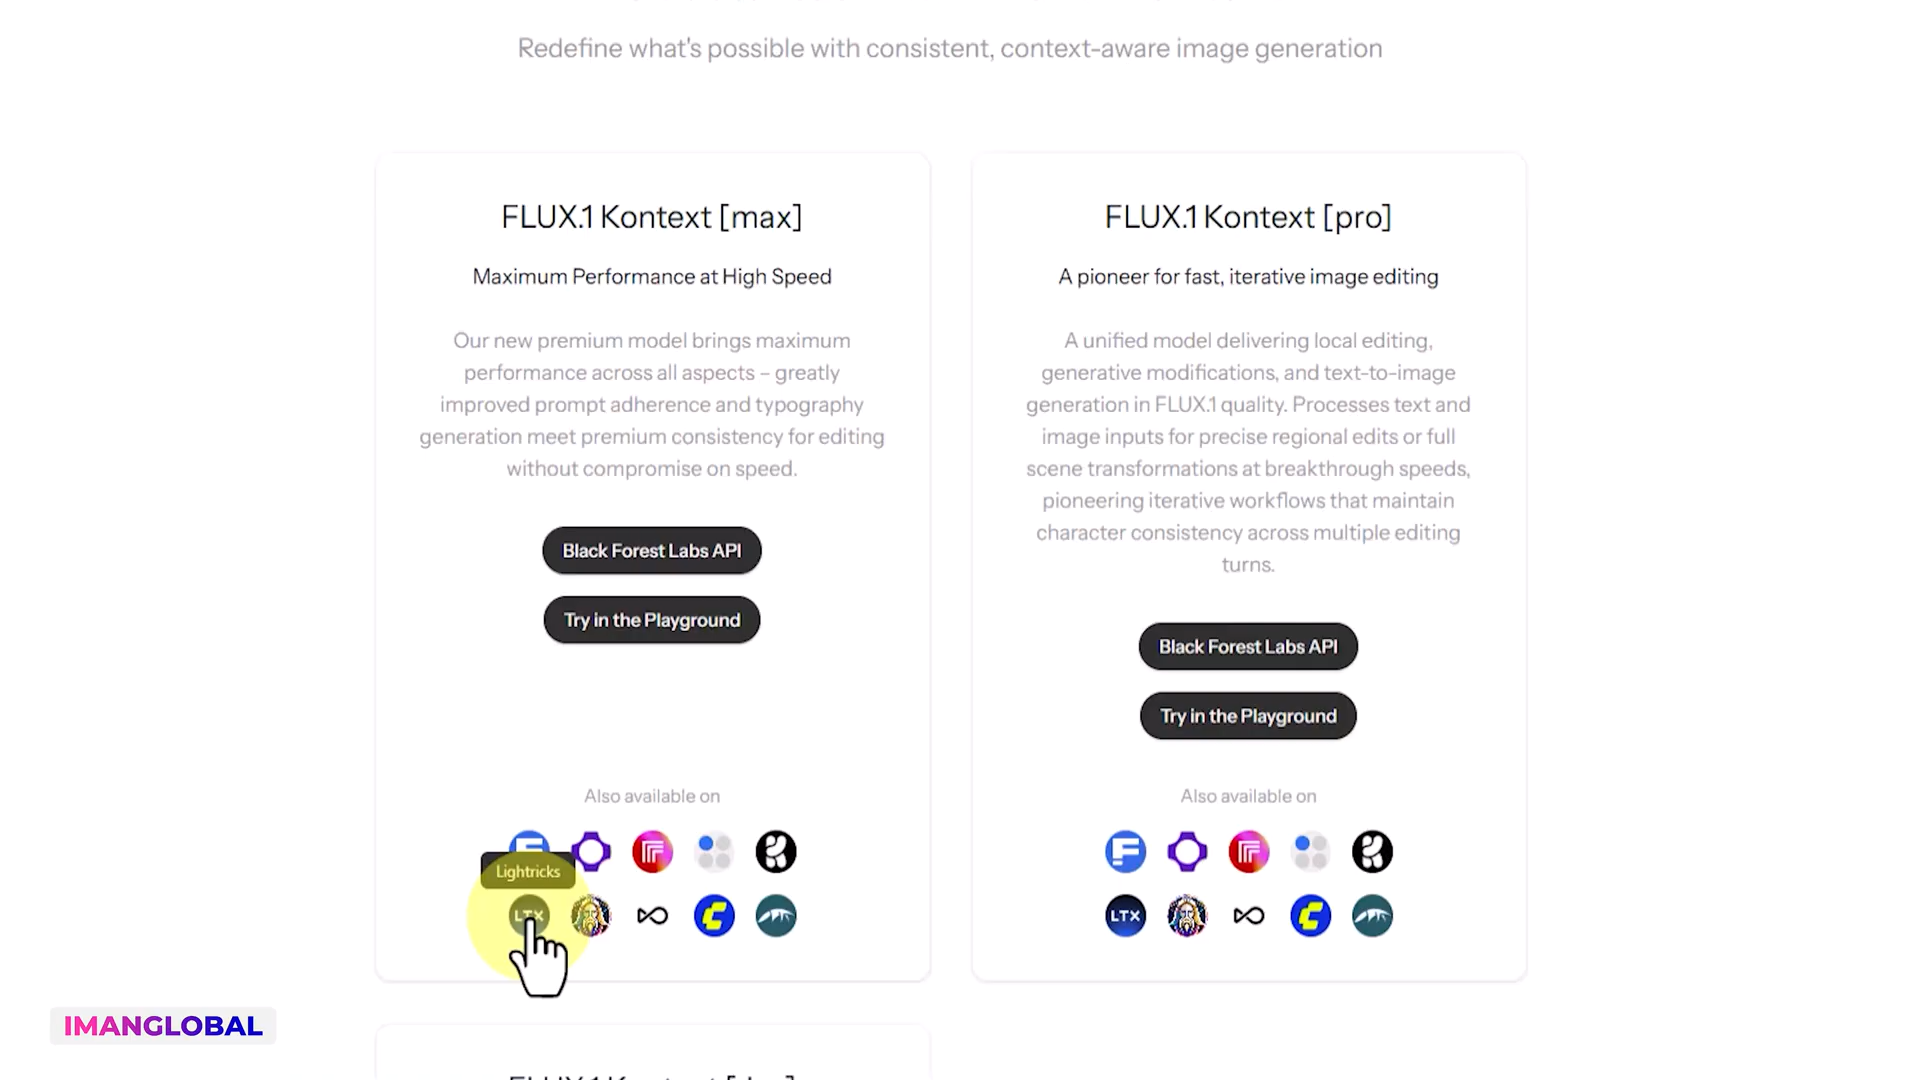 Redefine what's possible with consistent, context-aware image generation
FLUX.1 Kontext [max]
Maximum Performance at High Speed
Our new premium model brings maximum
performance across all aspects – greatly
improved prompt adherence and typography
generation meet premium consistency for editing
without compromise on speed.
Black Forest Labs API
Try in the Playground
Also available on
Lightricks
LTX
FLUX.1 Kontext [pro]
A pioneer for fast, iterative image editing
A unified model delivering local editing,
generative modifications, and text-to-image
generation in FLUX.1 quality. Processes text and
image inputs for precise regional edits or full
scene transformations at breakthrough speeds,
pioneering iterative workflows that maintain
character consistency across multiple editing
turns.
Black Forest Labs API
Try in the Playground
Also available on
LTX
IMANGLOBAL